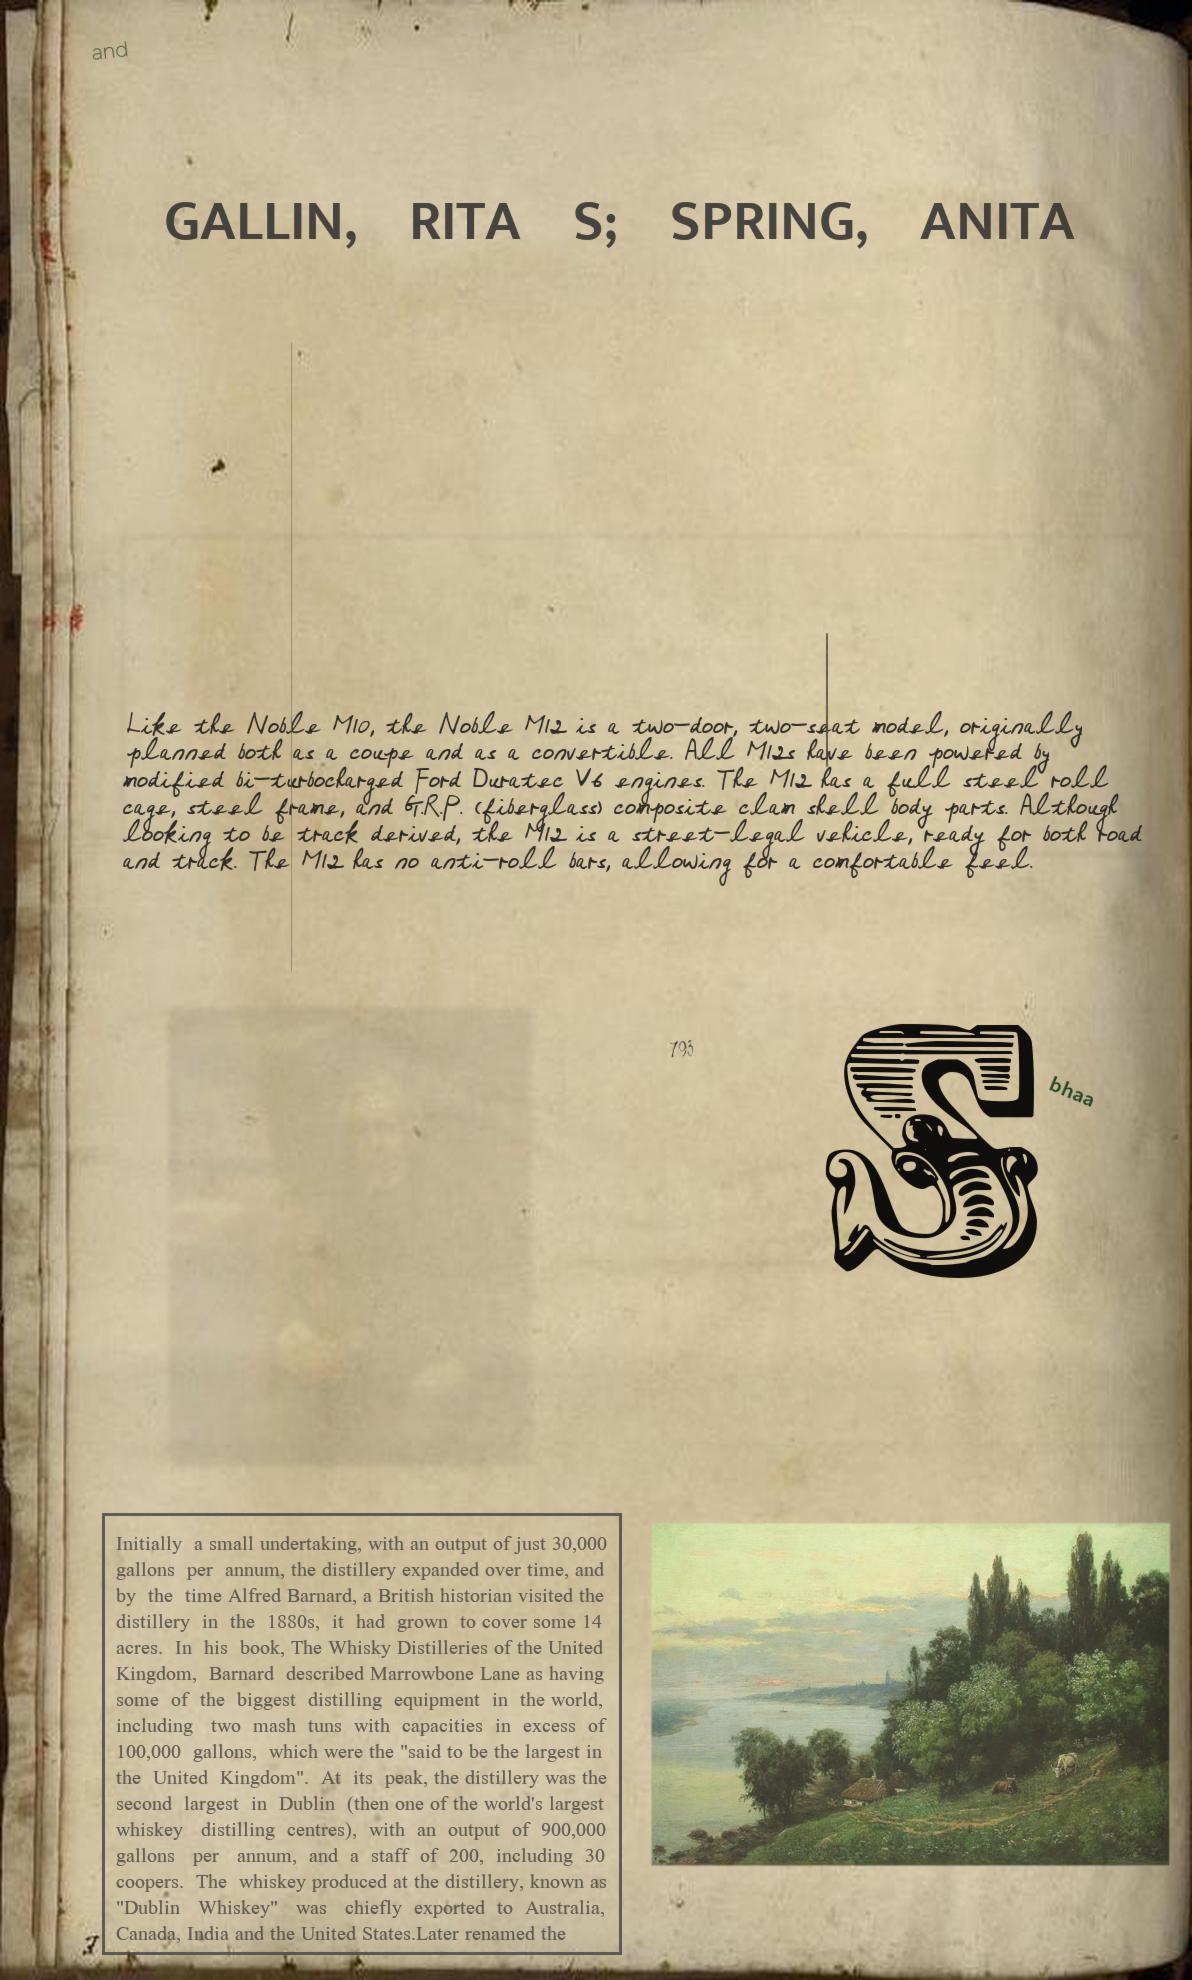 and
GALLIN, RITA S; SPRING, ANITA
Like the Noble M10, the Noble M12 is a two-door, two-seat model, originally
planned both as a coupe and as a convertible. All M12s have been powered by
modified bi-turbocharged Ford Duratec V6 engines. The M12 has a full steel roll
cage, steel frame, and G.R.P. (fiberglass) composite clam shell body parts. Although
looking to be track derived, the M12 is a street-legal vehicle, ready for both road
and track. The M12 has no anti-roll bars, allowing for a comfortable feel.
793
S
bhaa
Initially a small undertaking, with an output of just 30,000
gallons per annum, the distillery expanded over time, and
by the time Alfred Barnard, a British historian visited the
distillery in the 1880s, it had grown to cover some 14
acres. In his book, The Whisky Distilleries of the United
Kingdom, Barnard described Marrowbone Lane as having
some of the biggest distilling equipment in the world,
including two mash tuns with capacities in excess of
100,000 gallons, which were the "said to be the largest in
the United Kingdom". At its peak, the distillery was the
second largest in Dublin (then one of the world's largest
whiskey distilling centres), with an output of 900,000
gallons per annum, and a staff of 200, including 30
coopers. The whiskey produced at the distillery, known as
"Dublin Whiskey" was chiefly exported to Australia,
Canada, India and the United States.Later renamed the